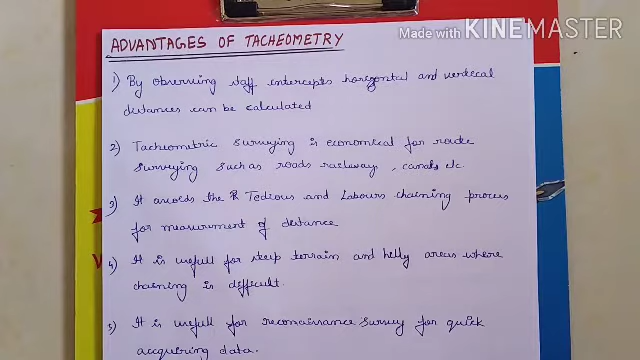 Made with KINEMASTER
ADVANTAGES OF TACHEOMETRY
1) By observing staff intercepts horizontal and vertical
distances can be calculated
2) Tacheometric surveying is economical for route
surveying such as roads railways, canals etc.
3) It avoids the Tedious and Labours chaining process
for measurement of distance
4) It is usefull for steep terrain and hilly areas where
chaining is difficult.
5) It is usefull for reconnaissance survey for quick
accquiring data.